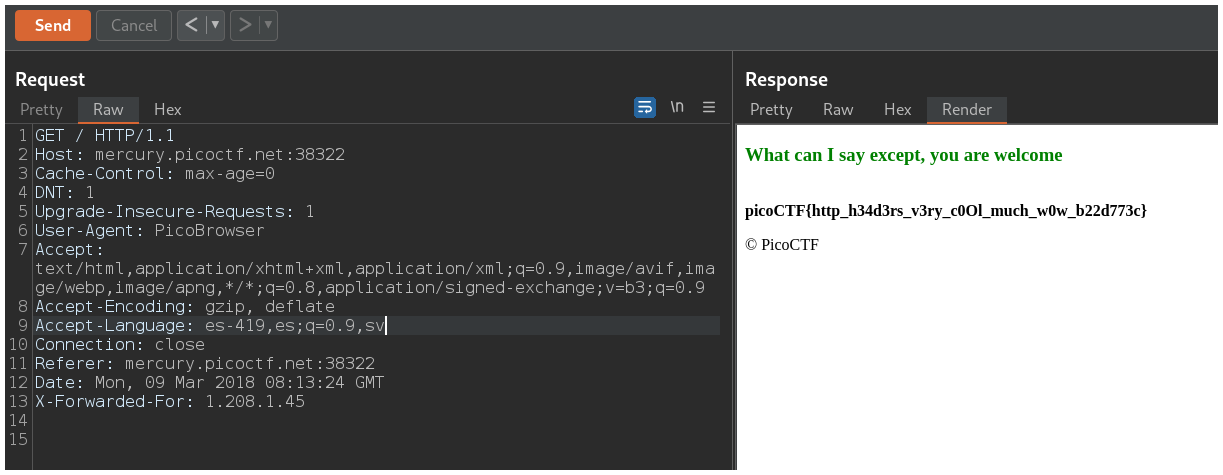 Send Cancel < ▼ > ▼
Request
Pretty Raw Hex \n ≡
1 GET / HTTP/1.1
2 Host: mercury.picoctf.net:38322
3 Cache-Control: max-age=0
4 DNT: 1
5 Upgrade-Insecure-Requests: 1
6 User-Agent: PicoBrowser
7 Accept:
text/html,application/xhtml+xml,application/xml;q=0.9,image/avif,ima
ge/webp,image/apng,*/*;q=0.8,application/signed-exchange;v=b3;q=0.9
8 Accept-Encoding: gzip, deflate
9 Accept-Language: es-419,es;q=0.9,sv
10 Connection: close
11 Referer: mercury.picoctf.net:38322
12 Date: Mon, 09 Mar 2018 08:13:24 GMT
13 X-Forwarded-For: 1.208.1.45
14
15
Response
Pretty Raw Hex Render
What can I say except, you are welcome
picoCTF{http_h34d3rs_v3ry_c0Ol_much_w0w_b22d773c}
© PicoCTF